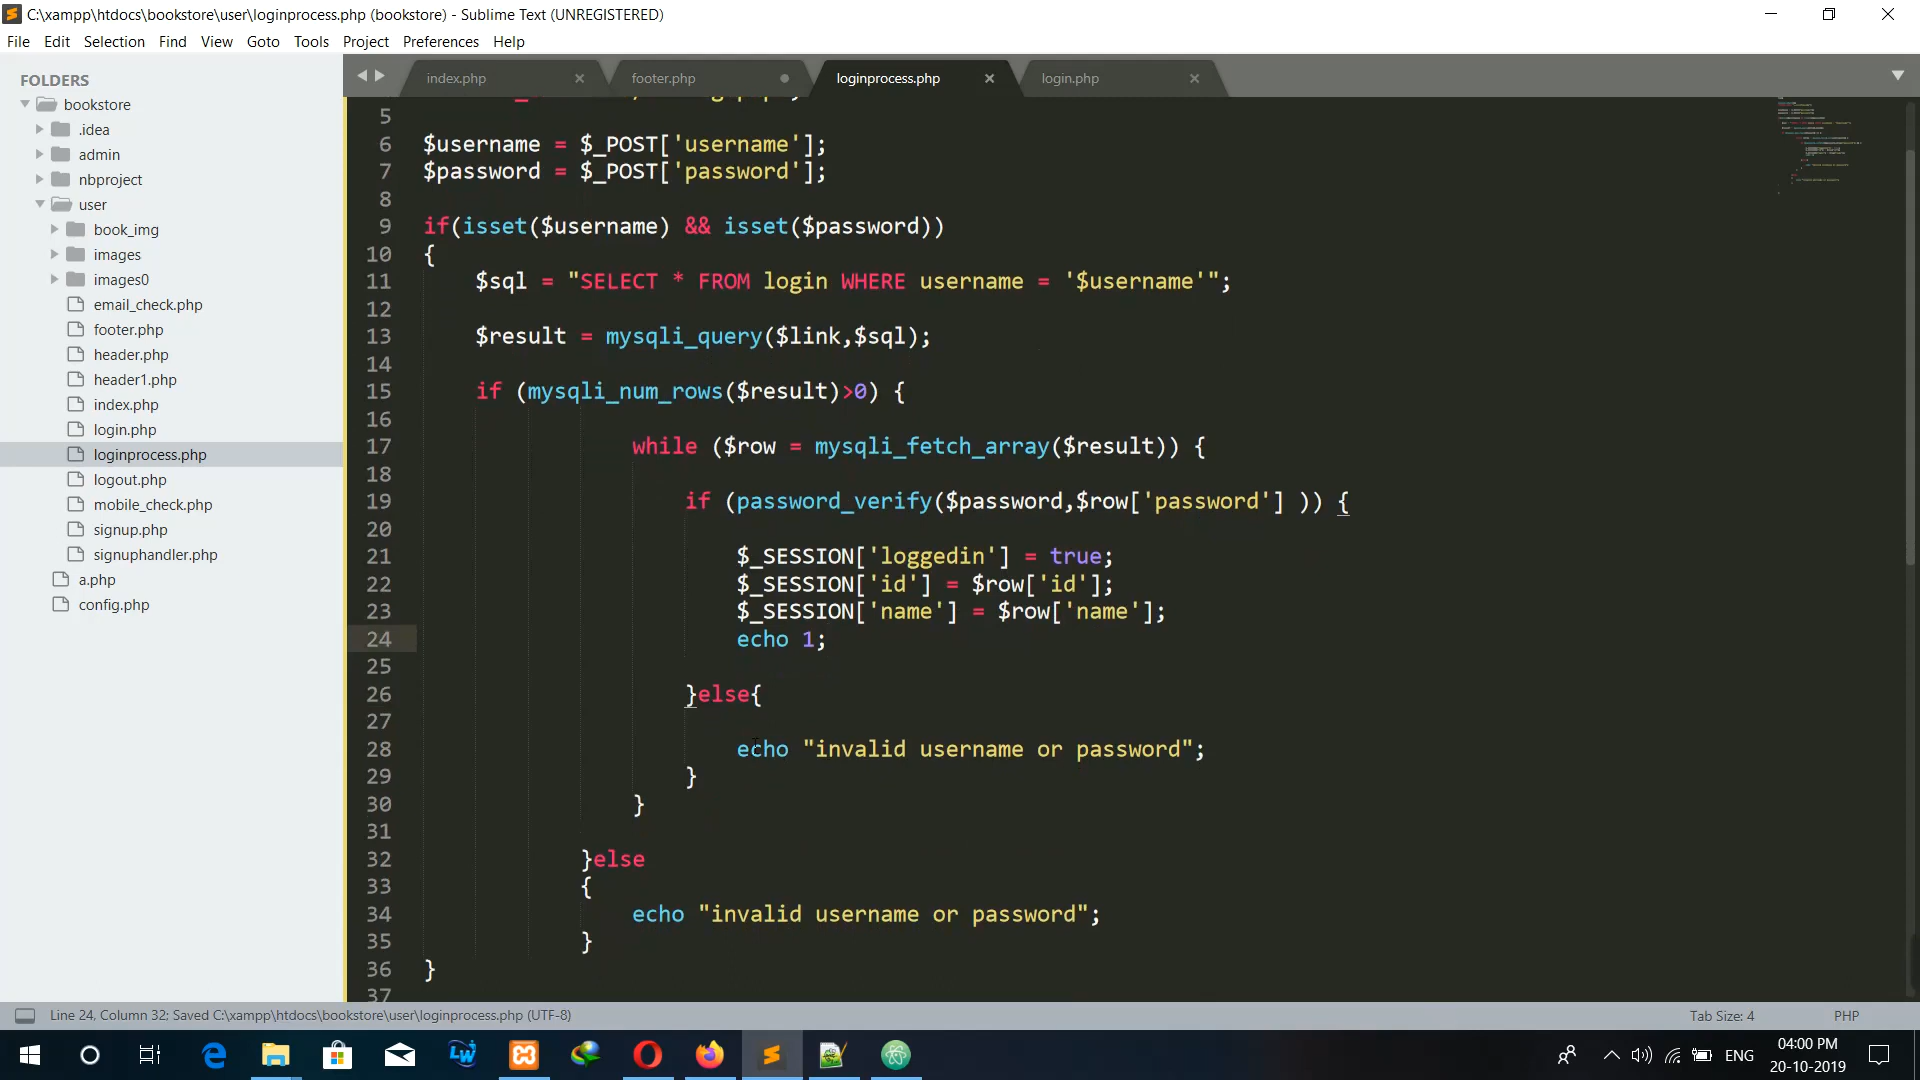 C:\xampp\htdocs\bookstore\user\loginprocess.php (bookstore) - Sublime Text (UNREGISTERED)
File Edit Selection Find View Goto Tools Project Preferences Help
FOLDERS
bookstore
.idea
admin
nbproject
user
book_img
images
images0
email_check.php
footer.php
header.php
header1.php
index.php
login.php
loginprocess.php
logout.php
mobile_check.php
signup.php
signuphandler.php
a.php
config.php
index.php footer.php loginprocess.php login.php
5
6 $username = $_POST['username'];
7 $password = $_POST['password'];
8
9 if(isset($username) && isset($password))
10 {
11 $sql = "SELECT * FROM login WHERE username = '$username'";
12
13 $result = mysqli_query($link,$sql);
14
15 if (mysqli_num_rows($result)>0) {
16
17 while ($row = mysqli_fetch_array($result)) {
18
19 if (password_verify($password,$row['password'] )) {
20
21 $_SESSION['loggedin'] = true;
22 $_SESSION['id'] = $row['id'];
23 $_SESSION['name'] = $row['name'];
24 echo 1;
25
26 }else{
27
28 echo "invalid username or password";
29 }
30 }
31
32 }else
33 {
34 echo "invalid username or password";
35 }
36 }
37
Line 24, Column 32; Saved C:\xampp\htdocs\bookstore\user\loginprocess.php (UTF-8) Tab Size: 4 PHP
ENG
04:00 PM
20-10-2019